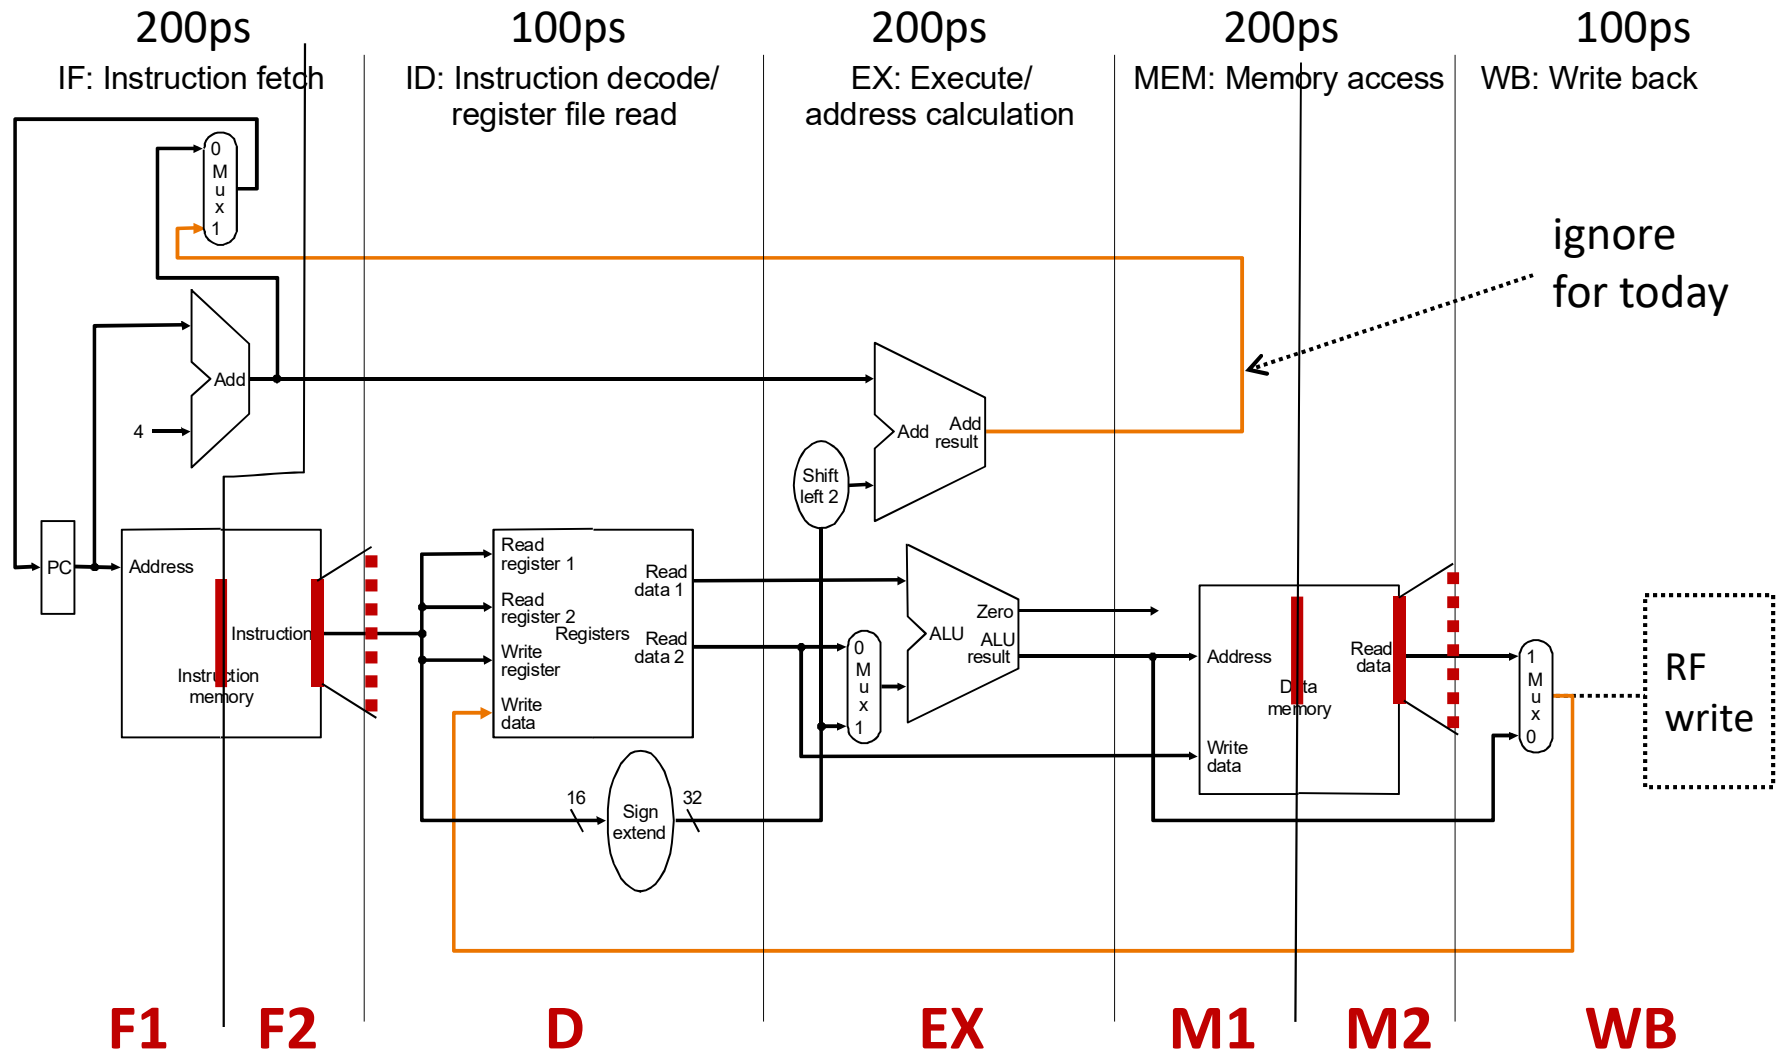 200ps
100ps
200ps
200ps
100ps
IF: Instruction fetch
ID: Instruction decode/
register file read
EX: Execute/
address calculation
MEM: Memory access
WB: Write back
0
M
u
x
1
ignore
for today
Add
4
Add
Add
result
Shift
left 2
PC
Address
Instruction
Instruction
memory
Read
register 1
Read
register 2
Write
register
Write
data
Registers
Read
data 1
Read
data 2
16
Sign
extend
32
0
M
u
x
1
Zero
ALU
ALU
result
Address
Read
data
Data
memory
Write
data
1
M
u
x
0
RF
write
F1
F2
D
EX
M1
M2
WB